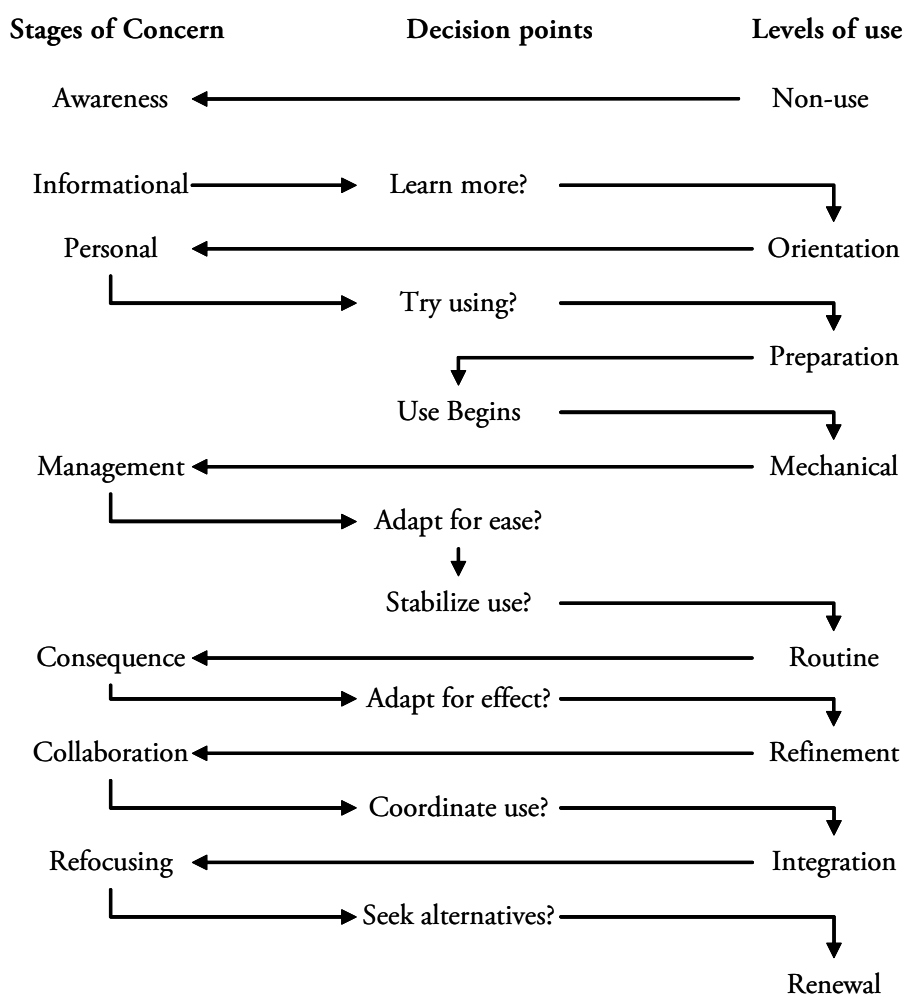 Stages of Concern Decision points Levels of use
Awareness Non-use
Informational Learn more?
Personal Orientation
Try using?
Preparation
Use Begins
Management Mechanical
Adapt for ease?
Stabilize use?
Consequence Routine
Adapt for effect?
Collaboration Refinement
Coordinate use?
Refocusing Integration
Seek alternatives?
Renewal